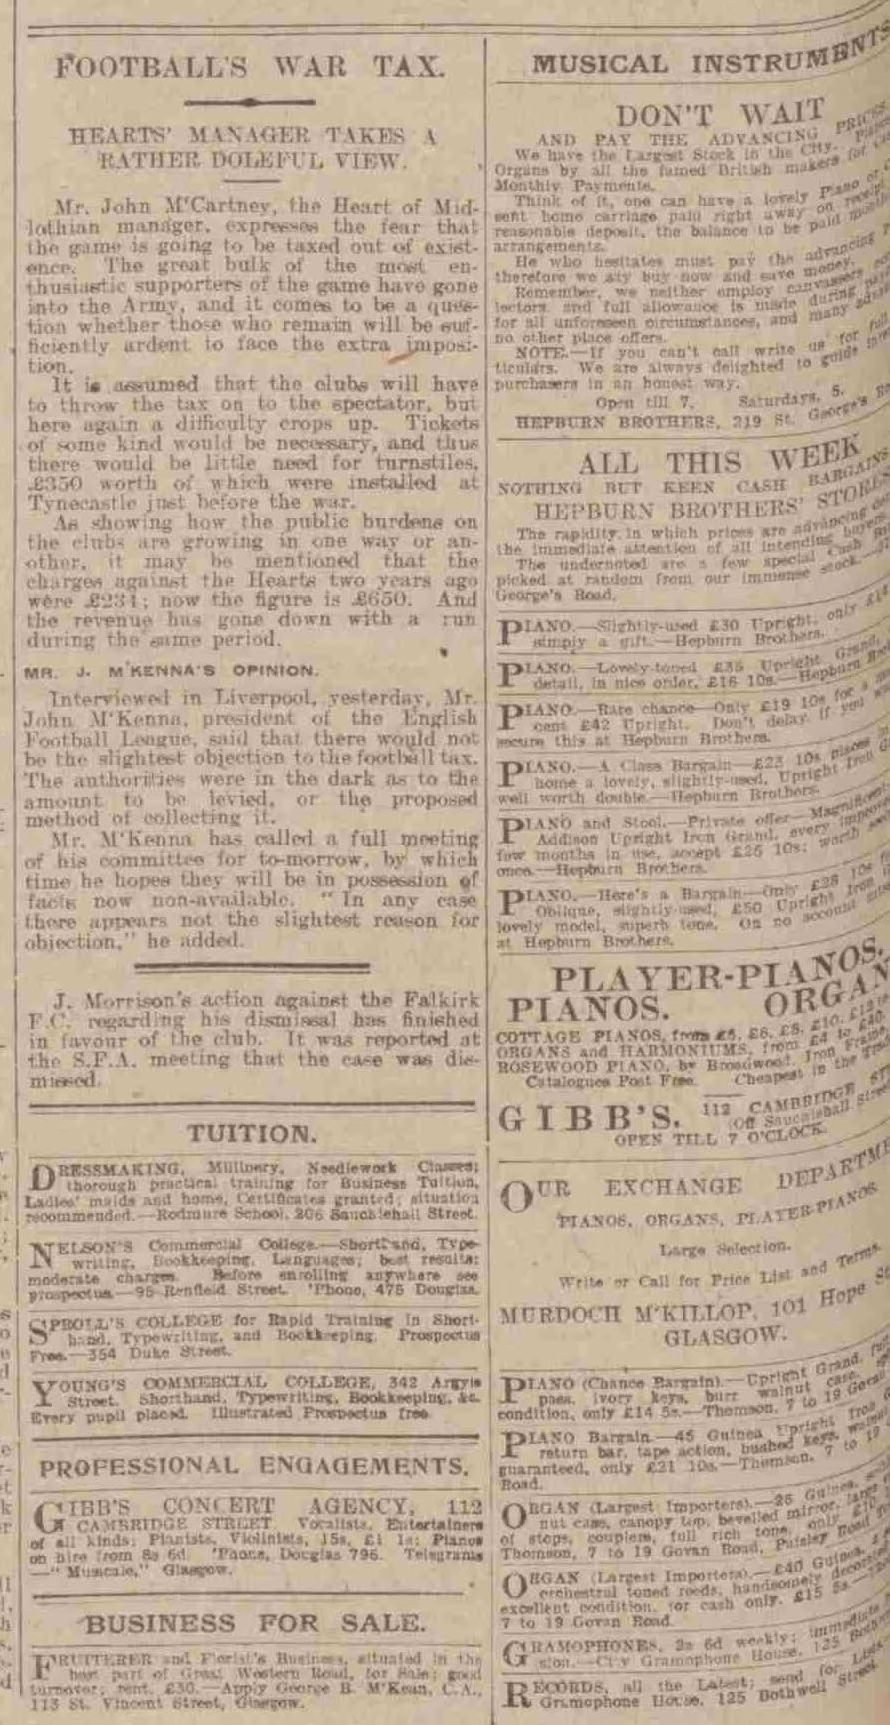 FOOTBALL'S WAR TAX.
HEARTS' MANAGER TAKES A
RATHER DOLEFUL VIEW.
Mr. John M'Cartney, the Heart of Mid-
lothian manager, expresses the fear that
the game is going to be taxed out of exist-
ence. The great bulk of the most en-
thusiastic supporters of the game have gone
into the Army, and it comes to be a ques-
tion whether those who remain will be suf-
ficiently ardent to face the extra imposi-
tion.
It is assumed that the clubs will have
to throw the tax on to the spectator, but
here again a difficulty crops up. Tickets
of some kind would be necessary, and thus
there would be little need for turnstiles,
£350 worth of which were installed at
Tynecastle just before the war.
As showing how the public burdens on
the clubs are growing in one way or an-
other, it may be mentioned that the
charges against the Hearts two years ago
were £234; now the figure is £650. And
the revenue has gone down with a run
during the same period.
MR. J. M'KENNA'S OPINION.
Interviewed in Liverpool, yesterday, Mr.
John M'Kenna, president of the English
Football League, said that there would not
be the slightest objection to the football tax.
The authorities were in the dark as to the
amount to be levied, or the proposed
method of collecting it.
Mr. M'Kenna has called a full meeting
of his committee for to-morrow, by which
time he hopes they will be in possession of
facts now non-available. "In any case
there appears not the slightest reason for
objection," he added.
J. Morrison's action against the Falkirk
F.C. regarding his dismissal has finished
in favour of the club. It was reported at
the S.F.A. meeting that the case was dis-
missed.
TUITION.
DRESSMAKING, Millinery, Needlework Classes;
thorough practical training for Business Tuition,
Ladies' maids and home, Certificates granted; situation
recommended.—Rodmure School, 206 Sauchiehall Street.
NELSON'S Commercial College.—Shorthand, Type-
writing, Bookkeeping, Languages; best results;
moderate charges. Before enrolling anywhere see
prospectus—95 Renfield Street. 'Phone, 475 Douglas.
SPROLL'S COLLEGE for Rapid Training in Short-
hand, Typewriting, and Bookkeeping. Prospectus
Free.—354 Duke Street.
YOUNG'S COMMERCIAL COLLEGE, 342 Argyle
Street. Shorthand, Typewriting, Bookkeeping, &c.
Every pupil placed. Illustrated Prospectus free.
PROFESSIONAL ENGAGEMENTS.
GIBB'S CONCERT AGENCY, 112
CAMBRIDGE STREET. Vocalists, Entertainers
of all kinds; Pianists, Violinists, 15s, £1 1s; Pianos
on hire from 8s 6d. 'Phone, Douglas 796. Telegrams
—"Musicale," Glasgow.
BUSINESS FOR SALE.
FRUITERER and Florist's Business, situated in the
best part of Great Western Road, for Sale; good
turnover; rent, £30.—Apply George B. M'Kean, C.A.,
113 St. Vincent Street, Glasgow.
MUSICAL INSTRUMENTS
DON'T WAIT
AND PAY THE ADVANCING PRICES
We have the Largest Stock in the City.
Organs by all the famed British makers for
Monthly Payments.
Think of it, one can have a lovely Piano or
sent home carriage paid right away on receipt
reasonable deposit, the balance to be paid
arrangements.
He who hesitates must pay the advancing
therefore we say buy now and save money.
Remember, we neither employ canvassers
lectors, and full allowance is made during
for all unforeseen circumstances, and many
no other place offers.
NOTE.—If you can't call write us for full
ticulars. We are always delighted to guide
purchasers in an honest way.
Open till 7. Saturdays, 5.
HEPBURN BROTHERS, 219 St. George's
ALL THIS WEEK
NOTHING BUT KEEN CASH BARGAINS
HEPBURN BROTHERS' STORES
The rapidity in which prices are advancing
the immediate attention of all intending buyers
The undernoted are a few special Cash
picked at random from our immense stock.
George's Road.
PIANO.—Slightly-used £30 Upright, only £14
simply a gift.—Hepburn Brothers.
PIANO.—Lovely-toned £35 Upright Grand,
detail, in nice order, £16 10s.—Hepburn
PIANO.—Rare chance—Only £19 10s for a
cent £42 Upright. Don't delay if you
secure this at Hepburn Brothers.
PIANO.—A Class Bargain—£23 10s places in
home a lovely, slightly-used, Upright Iron
well worth double.—Hepburn Brothers.
PIANO and Stool.—Private offer—Magnificent
Addison Upright Iron Grand, every
few months in use, accept £25 10s; worth
once.—Hepburn Brothers.
PIANO.—Here's a Bargain—Only £28 10s
Oblique, slightly-used, £50 Upright Iron
lovely model, superb tone. On no account
at Hepburn Brothers.
PLAYER-PIANOS.
PIANOS. ORGAN
COTTAGE PIANOS, from £5, £6, £8, £10, £12
ORGANS and HARMONIUMS, from £4 to £40.
ROSEWOOD PIANO, by Broadwood, Iron Frame
Catalogues Post Free. Cheapest in the Trade
GIBB'S. 112 CAMBRIDGE ST
(Off Sauchiehall Street
OPEN TILL 7 O'CLOCK.
OUR EXCHANGE DEPARTME
PIANOS, ORGANS, PLAYER-PIANOS
Large Selection.
Write or Call for Price List and Terms.
MURDOCH M'KILLOP, 101 Hope St
GLASGOW.
PIANO (Chance Bargain).—Upright Grand, full
pass, ivory keys, burr walnut case,
condition, only £14 5s.—Thomson, 7 to 19 Govan
PIANO Bargain.—45 Guinea Upright Iron
return bar, tape action, bushed keys, walnut
guaranteed, only £21 10s.—Thomson, 7 to 19
Road.
ORGAN (Largest Importers).—26 Guinea,
nut case, canopy top, bevelled mirror, large
of stops, couplers, full rich tone, only £10
Thomson, 7 to 19 Govan Road, Paisley Road
ORGAN (Largest Importers).—£40 Guinea,
orchestral toned reeds, handsomely decorated
excellent condition, for cash only, £15 5s.
7 to 19 Govan Road.
GRAMOPHONES, 2s 6d weekly; immediate
sion.—City Gramophone House, 125 Bothwell
RECORDS, all the Latest; send for Lists
Gramophone House, 125 Bothwell Street.